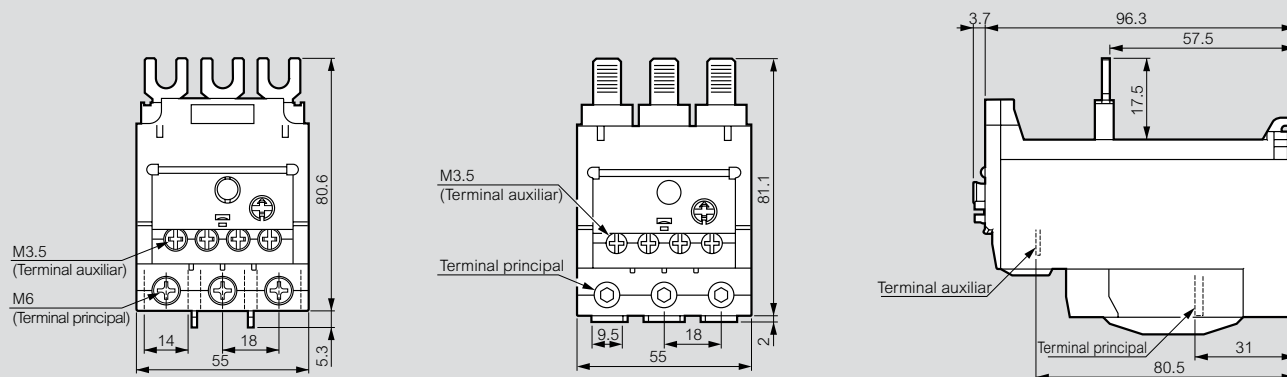 80.6
M3.5
(Terminal auxiliar)
M6
(Terminal principal)
14
18
55
5.3
81.1
M3.5
(Terminal auxiliar)
Terminal principal
9.5
18
55
2
3.7
96.3
57.5
17.5
Terminal auxiliar
Terminal principal
31
80.5